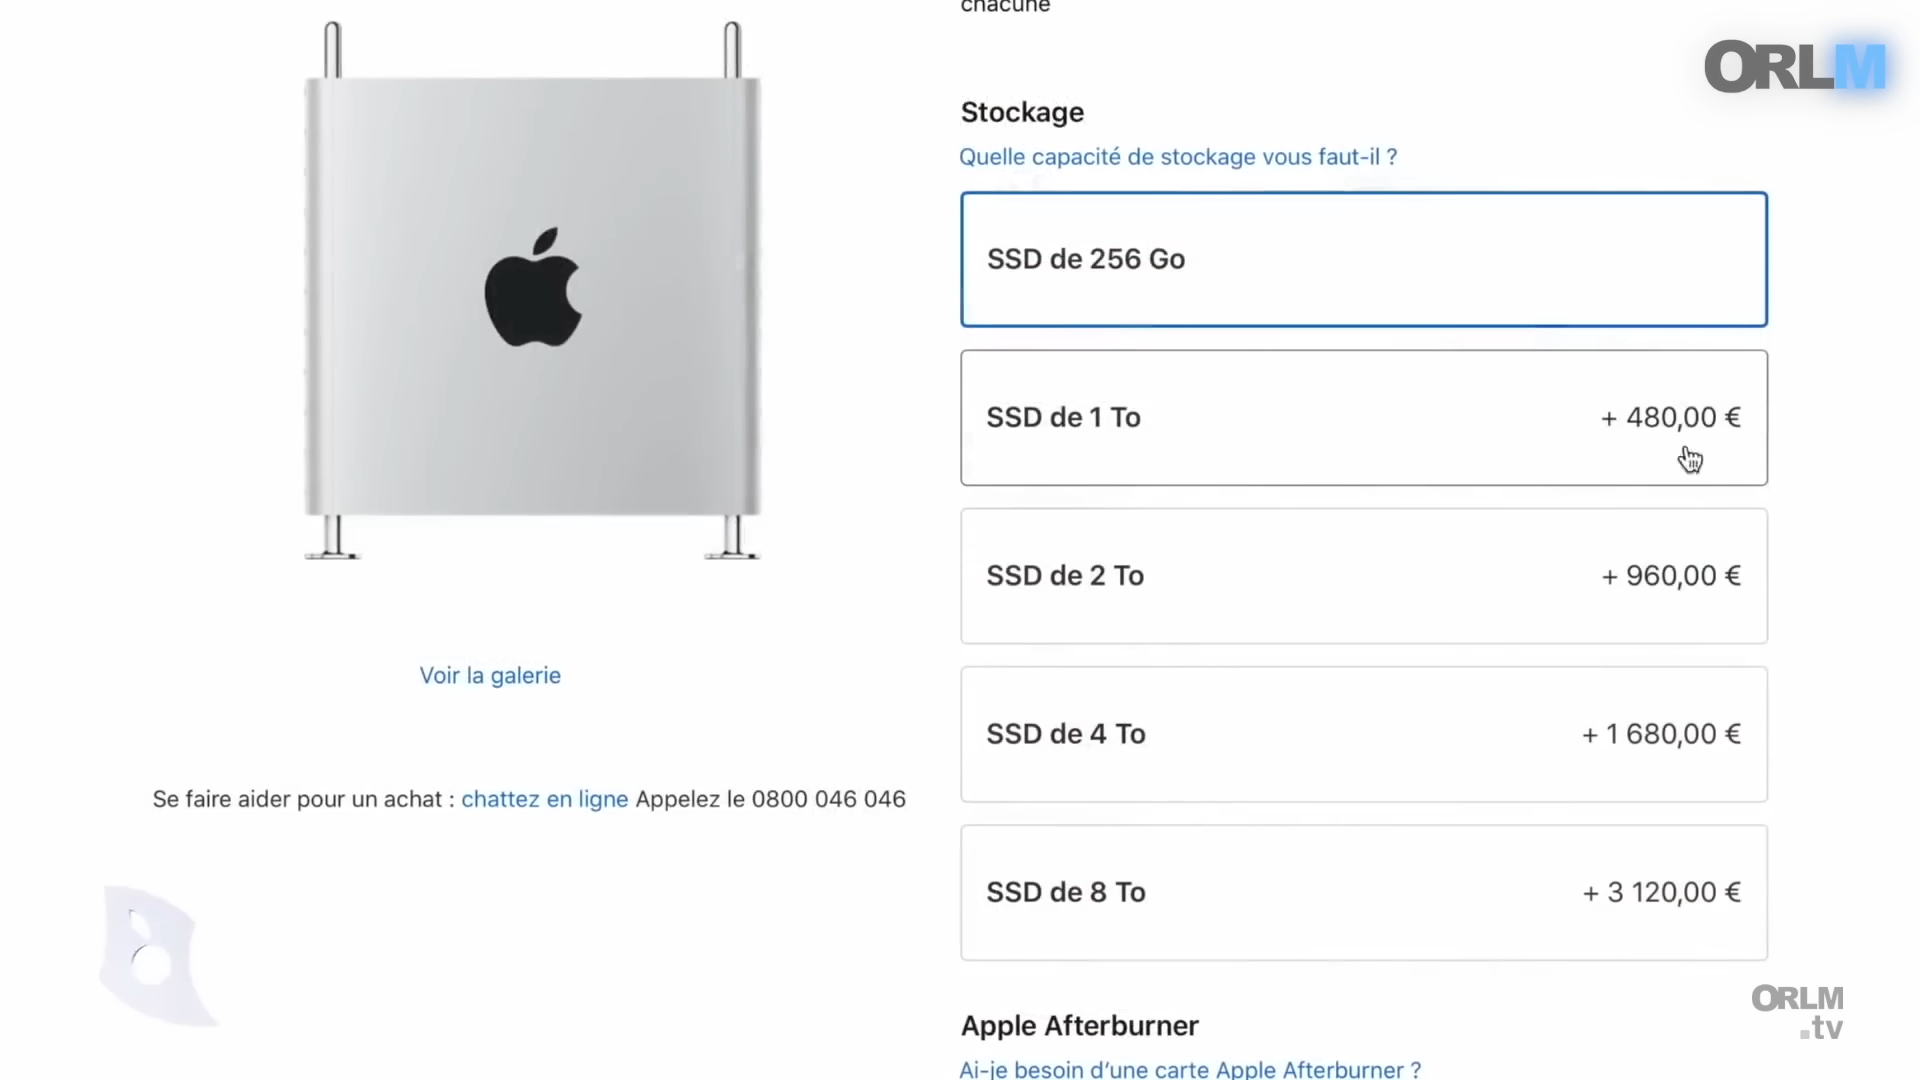 chacune
ORLM
Stockage
Quelle capacité de stockage vous faut-il ?
SSD de 256 Go
SSD de 1 To
+ 480,00 €
SSD de 2 To
+ 960,00 €
SSD de 4 To
+ 1 680,00 €
SSD de 8 To
+ 3 120,00 €
Voir la galerie
Se faire aider pour un achat : chattez en ligne Appelez le 0800 046 046
Apple Afterburner
Ai-je besoin d’une carte Apple Afterburner ?
ORLM
.tv